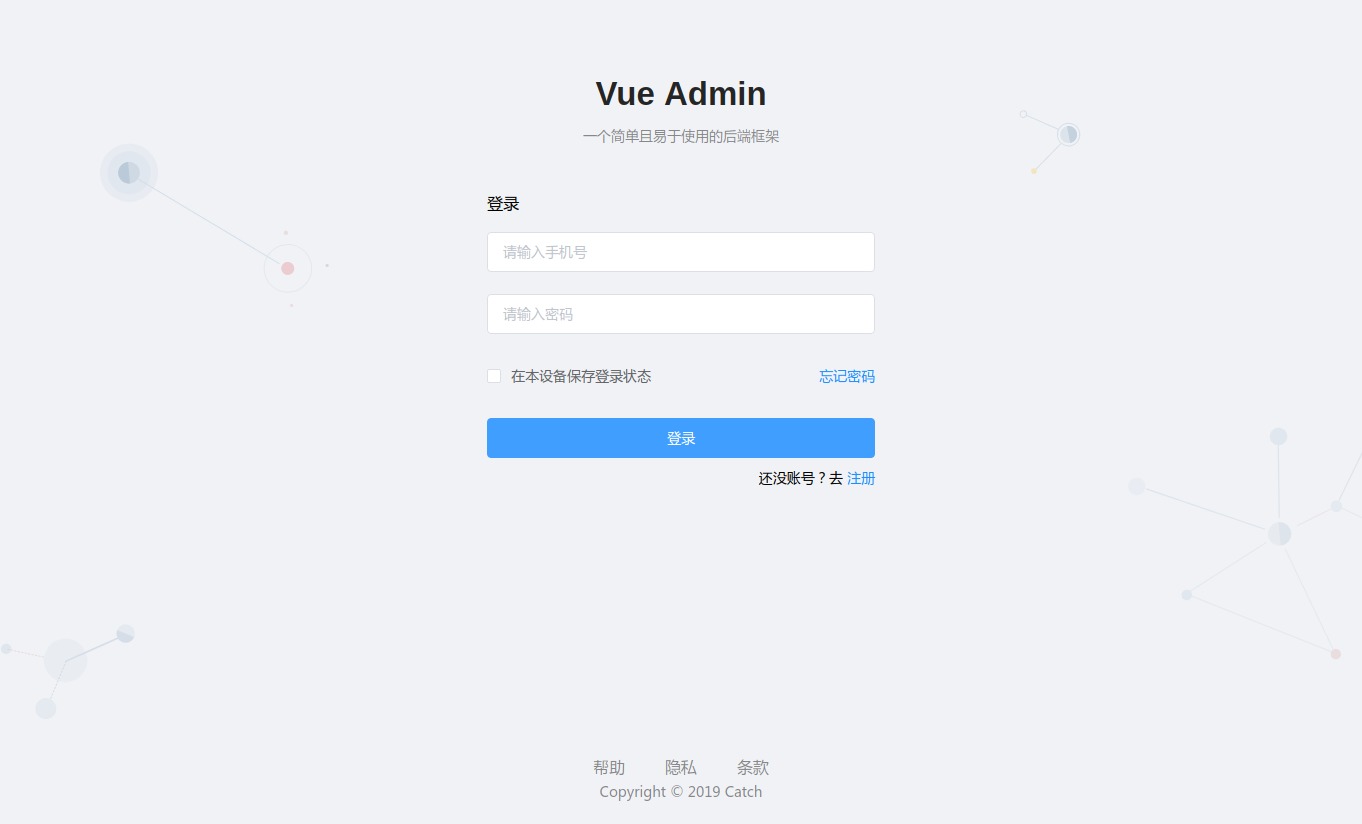 Vue Admin
一个简单且易于使用的后端框架
登录
请输入手机号
请输入密码
在本设备保存登录状态 忘记密码
登录
还没账号？去 注册
帮助 隐私 条款
Copyright © 2019 Catch